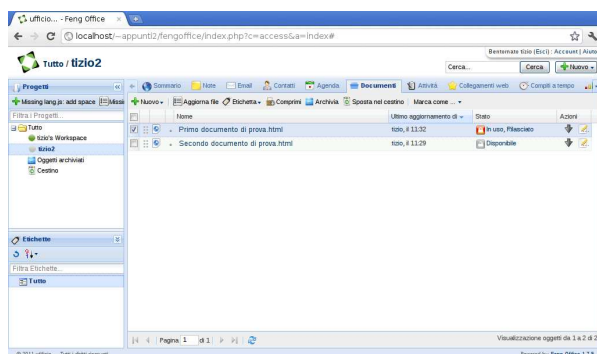 ufficio... - Feng Office
localhost/~appunti2/fengoffice/index.php?c=access&a=index#
Bentornato tizio (Esci) : Account | Aiuto
Tutto / tizio2
Cerca...
Cerca
Nuovo
Progetti
Sommario Note Email Contatti Agenda Documenti Attività Collegamenti web Compiti a tempo
Missing lang.js: add space Missi
Nuovo Aggiorna file Etichetta Comprimi Archivia Sposta nel cestino Marca come ...
Filtra i Progetti...
Nome Ultimo aggiornamento di Stato Azioni
Tutto
tizio's Workspace
tizio2
Oggetti archiviati
Cestino
Primo documento di prova.html tizio, il 11:32 In uso, Rilasciato
Secondo documento di prova.html tizio, il 11:29 Disponibile
Etichette
Filtra Etichette...
Tutto
Pagina 1 di 1
Visualizzazione oggetti da 1 a 2 di 2